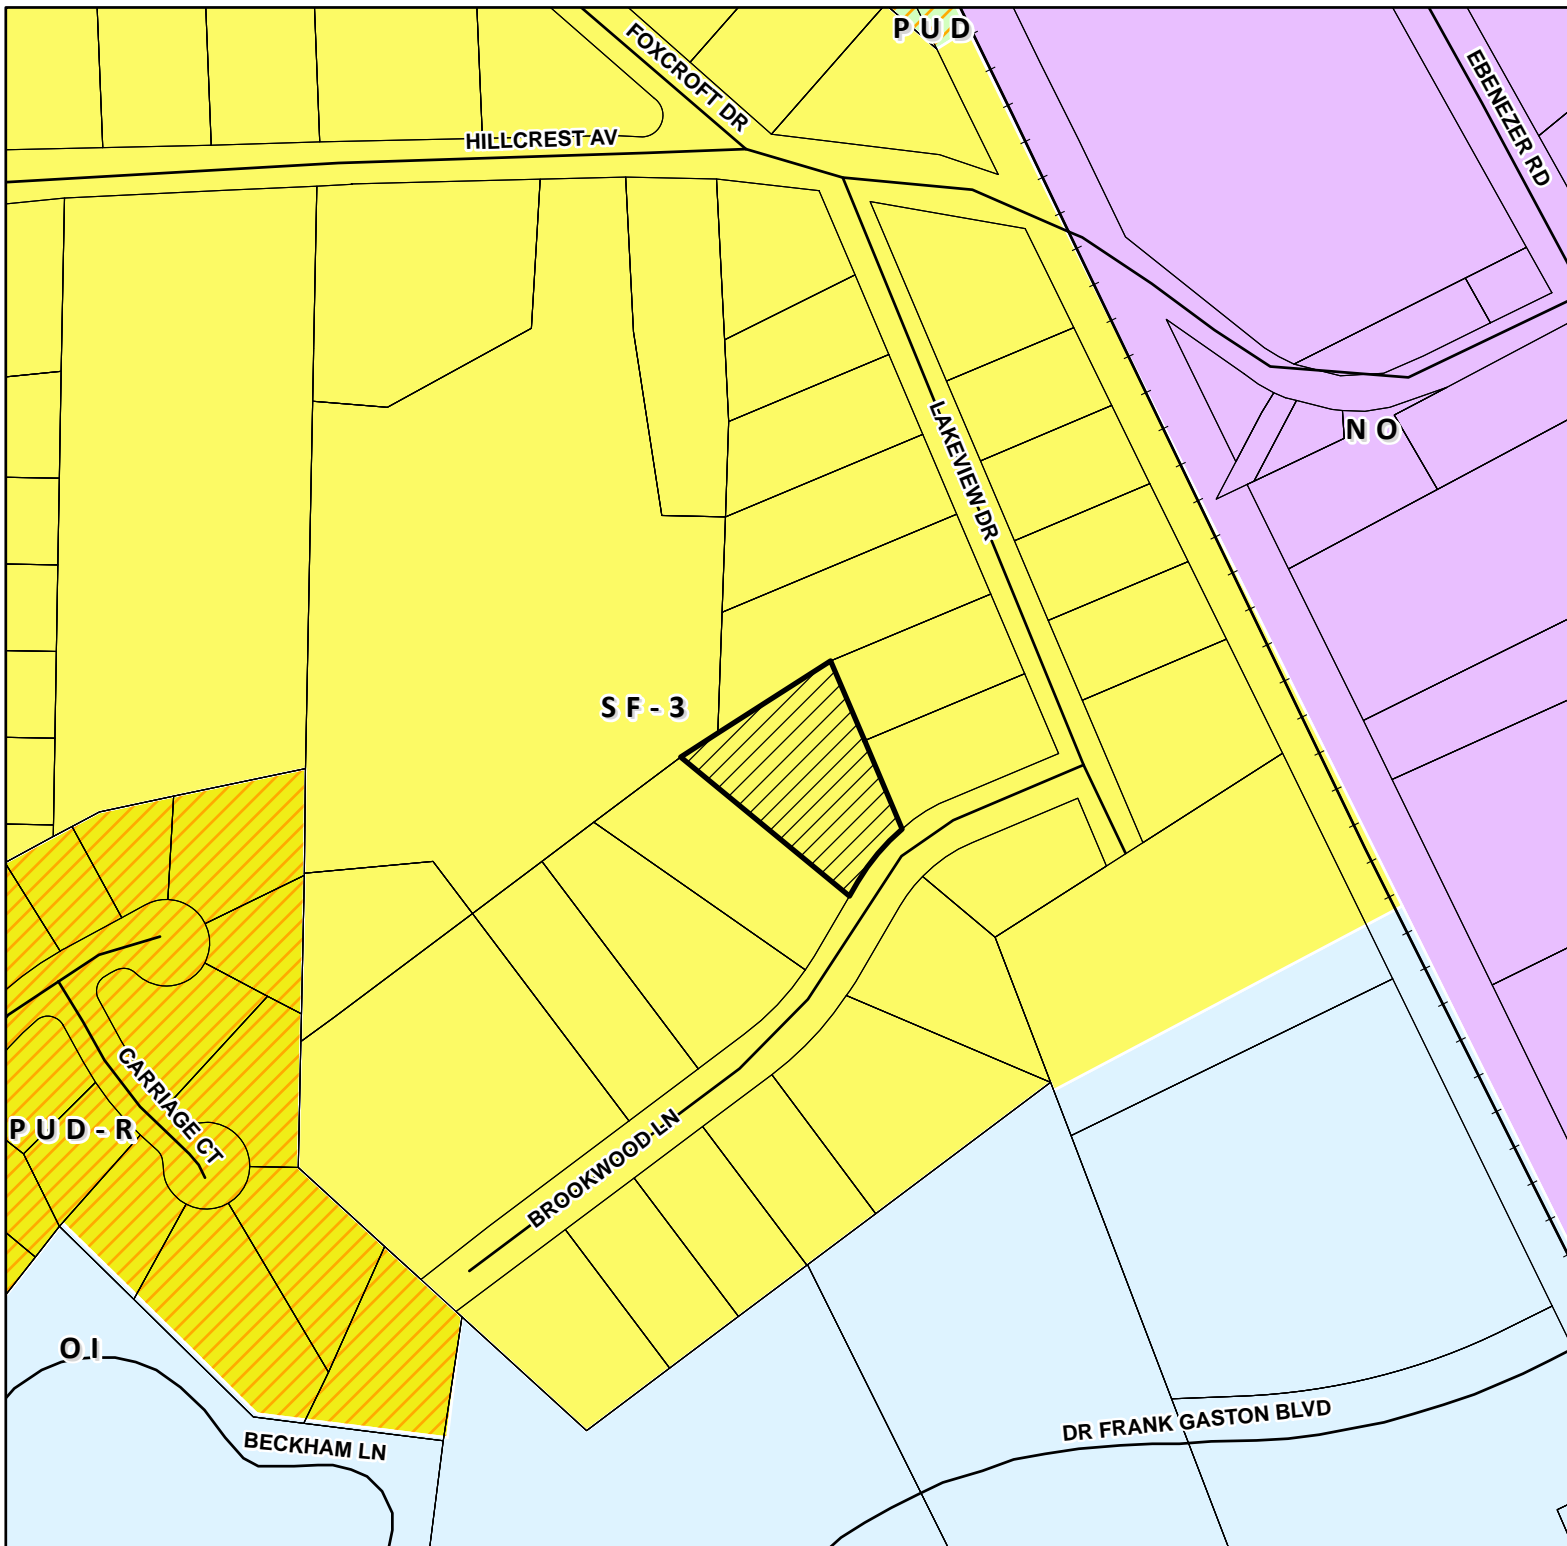 PUD
FOXCROFT DR
EBENEZER RD
HILLCREST AV
NO
LAKEVIEW DR
SF-3
CARRIAGE CT
PUD-R
BROOKWOOD LN
OI
DR FRANK GASTON BLVD
BECKHAM LN